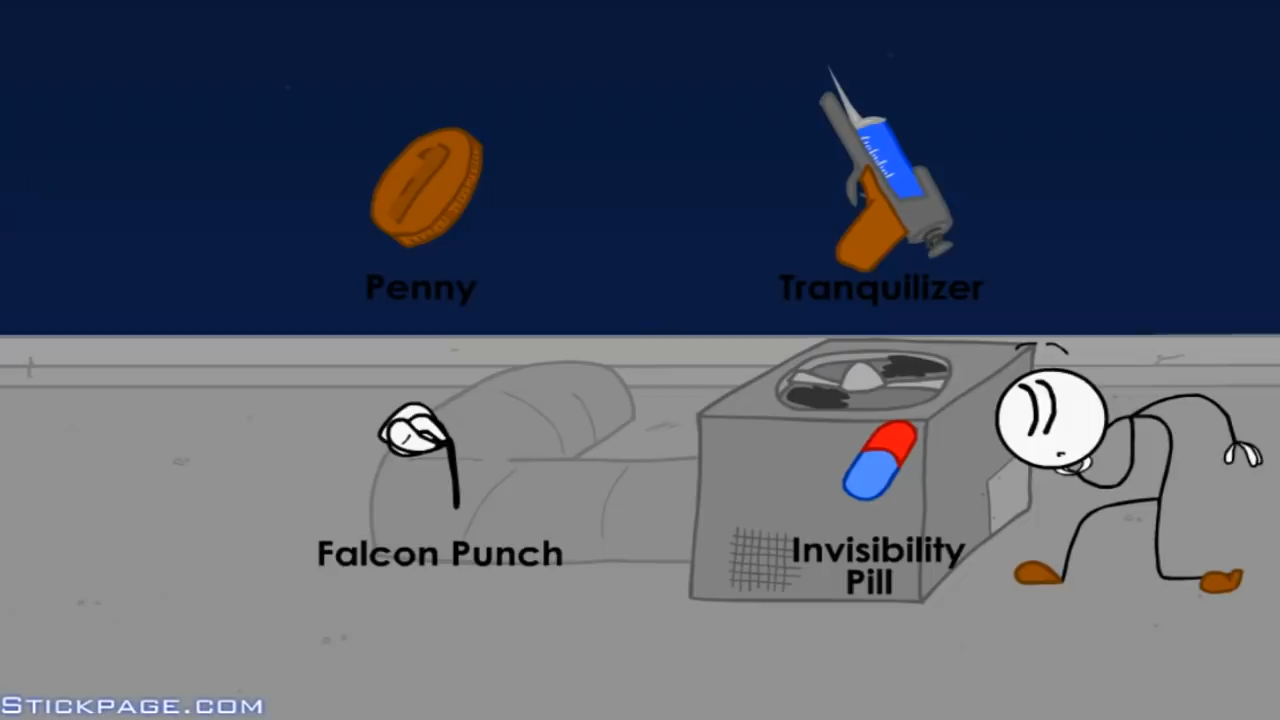 Penny
Tranquilizer
Falcon Punch
Invisibility
Pill
STICKPAGE.COM